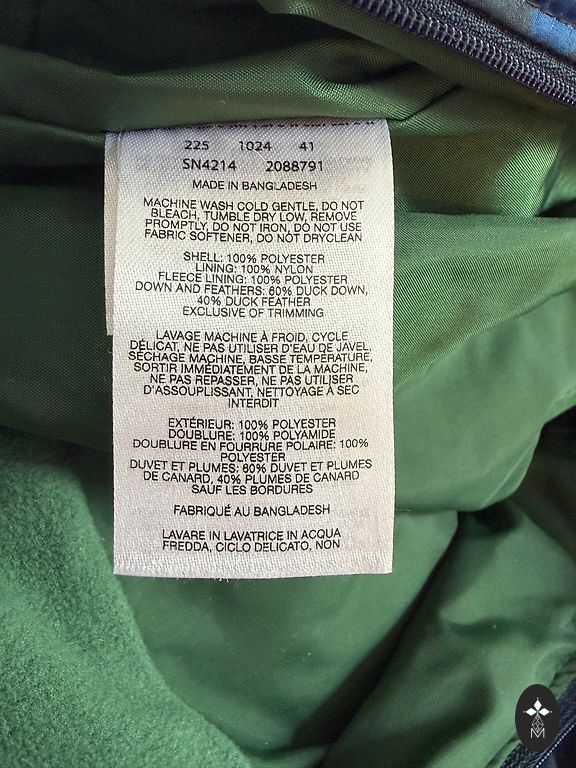 225 1024 41
SN4214 2088791
MADE IN BANGLADESH
MACHINE WASH COLD GENTLE, DO NOT
BLEACH, TUMBLE DRY LOW, REMOVE
PROMPTLY, DO NOT IRON, DO NOT USE
FABRIC SOFTENER, DO NOT DRYCLEAN
SHELL: 100% POLYESTER
LINING: 100% NYLON
FLEECE LINING: 100% POLYESTER
DOWN AND FEATHERS: 60% DUCK DOWN,
40% DUCK FEATHER
EXCLUSIVE OF TRIMMING
LAVAGE MACHINE À FROID, CYCLE
DÉLICAT, NE PAS UTILISER D'EAU DE JAVEL,
SÉCHAGE MACHINE, BASSE TEMPÉRATURE,
SORTIR IMMÉDIATEMENT DE LA MACHINE,
NE PAS REPASSER, NE PAS UTILISER
D'ASSOUPLISSANT, NETTOYAGE À SEC
INTERDIT
EXTÉRIEUR: 100% POLYESTER
DOUBLURE: 100% POLYAMIDE
DOUBLURE EN FOURRURE POLAIRE: 100%
POLYESTER
DUVET ET PLUMES: 60% DUVET ET PLUMES
DE CANARD, 40% PLUMES DE CANARD
SAUF LES BORDURES
FABRIQUÉ AU BANGLADESH
LAVARE IN LAVATRICE IN ACQUA
FREDDA, CICLO DELICATO, NON
M